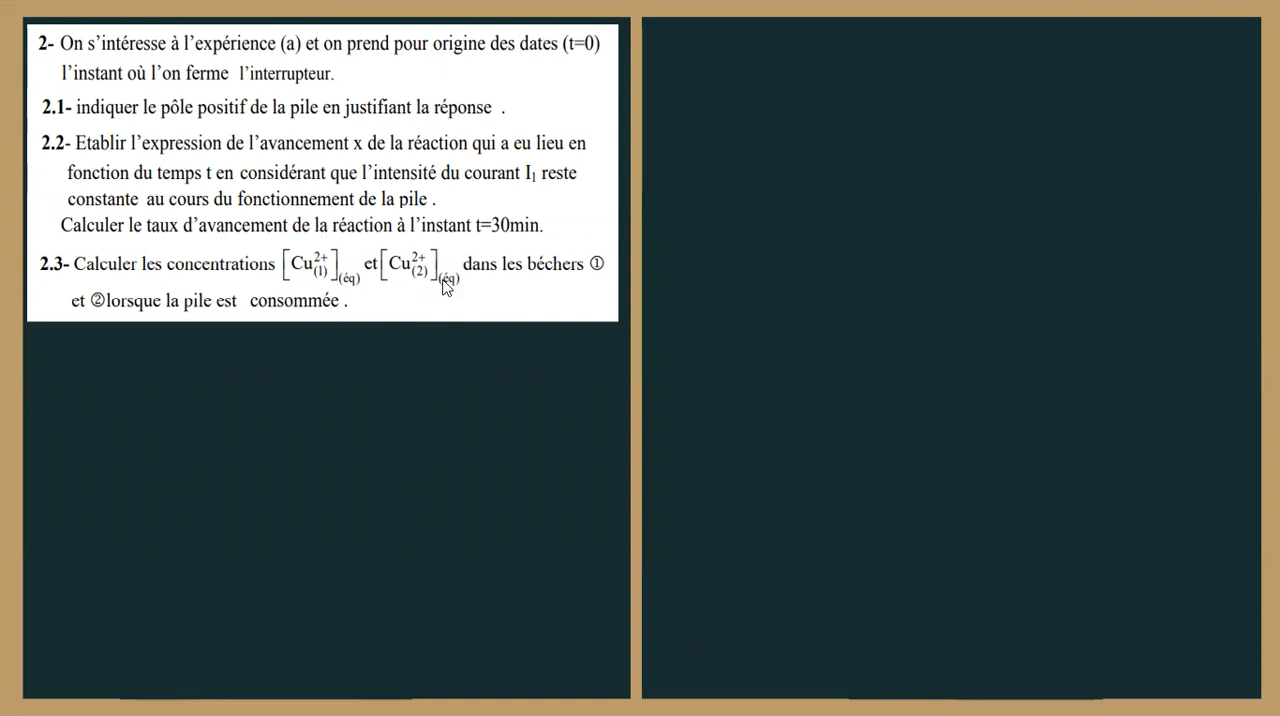 2- On s'intéresse à l'expérience (a) et on prend pour origine des dates (t=0)
l'instant où l'on ferme l'interrupteur.
2.1- indiquer le pôle positif de la pile en justifiant la réponse .
2.2- Etablir l'expression de l'avancement x de la réaction qui a eu lieu en
fonction du temps t en considérant que l'intensité du courant I₁ reste
constante au cours du fonctionnement de la pile .
Calculer le taux d'avancement de la réaction à l'instant t=30min.
2.3- Calculer les concentrations [Cu²⁺₍₁₎](éq) et [Cu²⁺₍₂₎](éq) dans les béchers ①
et ②lorsque la pile est consommée .